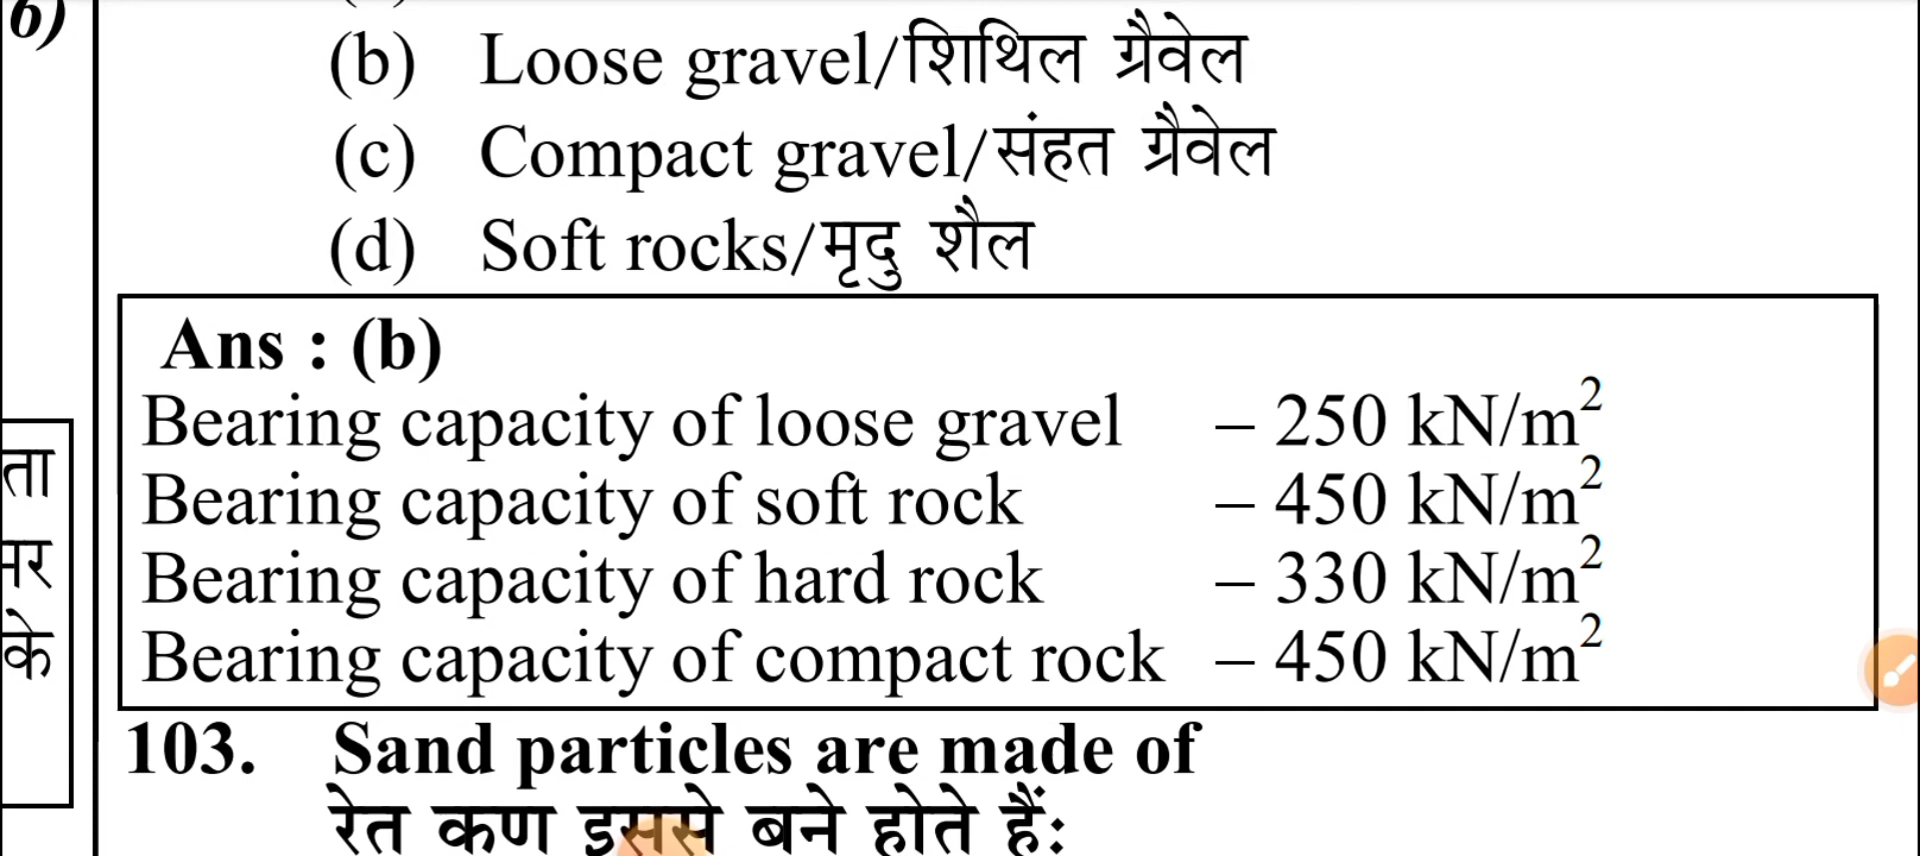 6)
(b) Loose gravel/शिथिल ग्रैवेल
(c) Compact gravel/संहत ग्रैवेल
(d) Soft rocks/मृदु शैल
Ans : (b)
Bearing capacity of loose gravel – 250 kN/m²
Bearing capacity of soft rock – 450 kN/m²
Bearing capacity of hard rock – 330 kN/m²
Bearing capacity of compact rock – 450 kN/m²
ता
के
103. Sand particles are made of
रेत कण इससे बने होते हैं: